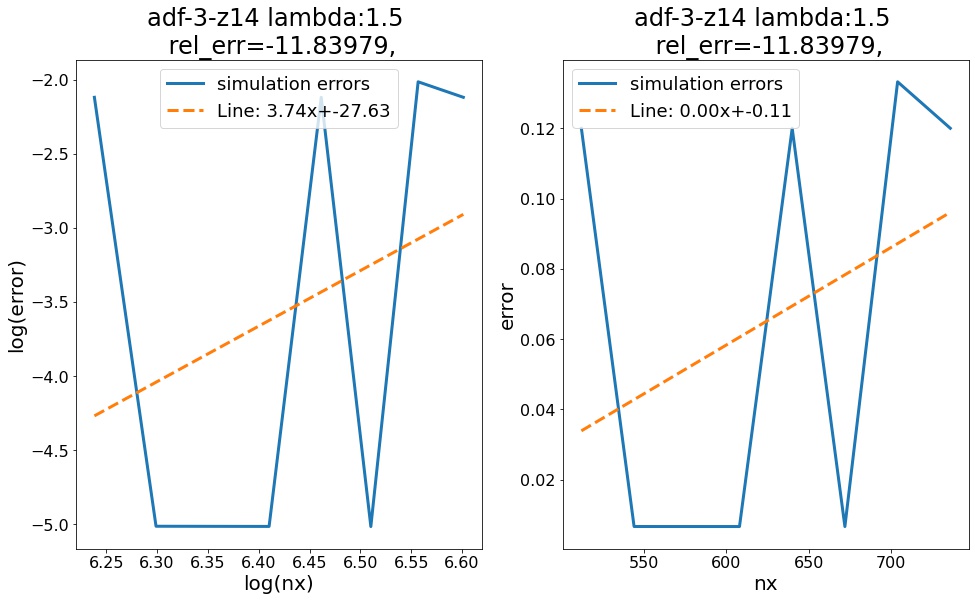 adf-3-z14 lambda:1.5
rel_err=-11.83979,
simulation errors
Line: 3.74x+-27.63
log(error)
−2.0
−2.5
−3.0
−3.5
−4.0
−4.5
−5.0
6.25
6.30
6.35
6.40
6.45
6.50
6.55
6.60
log(nx)
adf-3-z14 lambda:1.5
rel_err=-11.83979,
simulation errors
Line: 0.00x+-0.11
error
0.12
0.10
0.08
0.06
0.04
0.02
550
600
650
700
nx